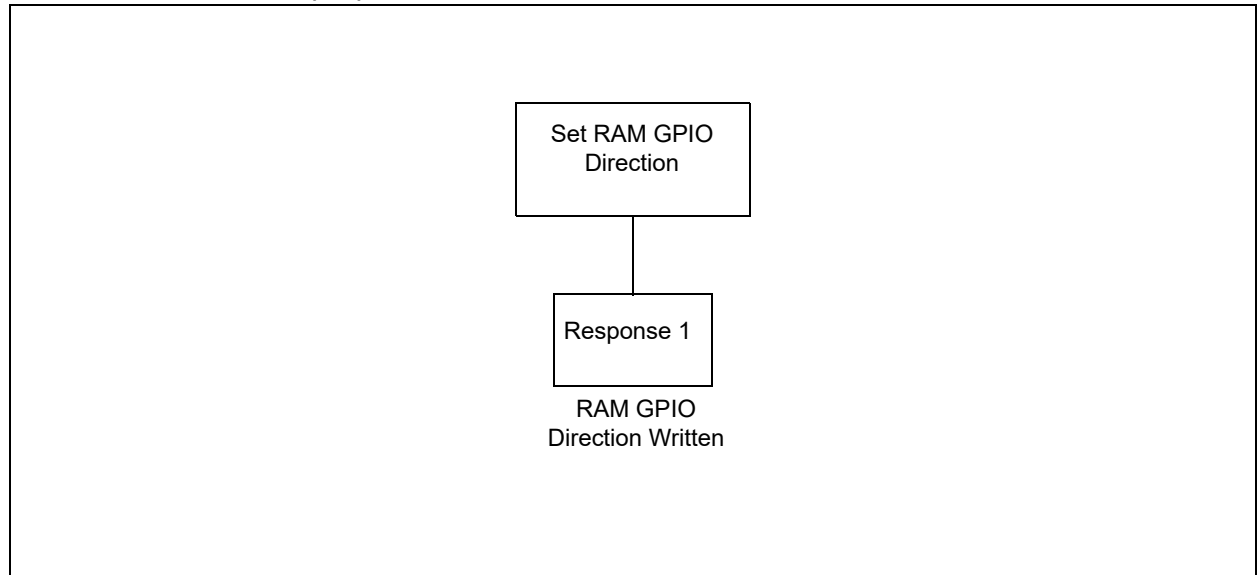 Set RAM GPIO
Direction
Response 1
RAM GPIO
Direction Written